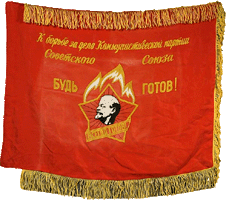 К борьбе за дело Коммунистической партии
Советского Союза
БУДЬ ГОТОВ!